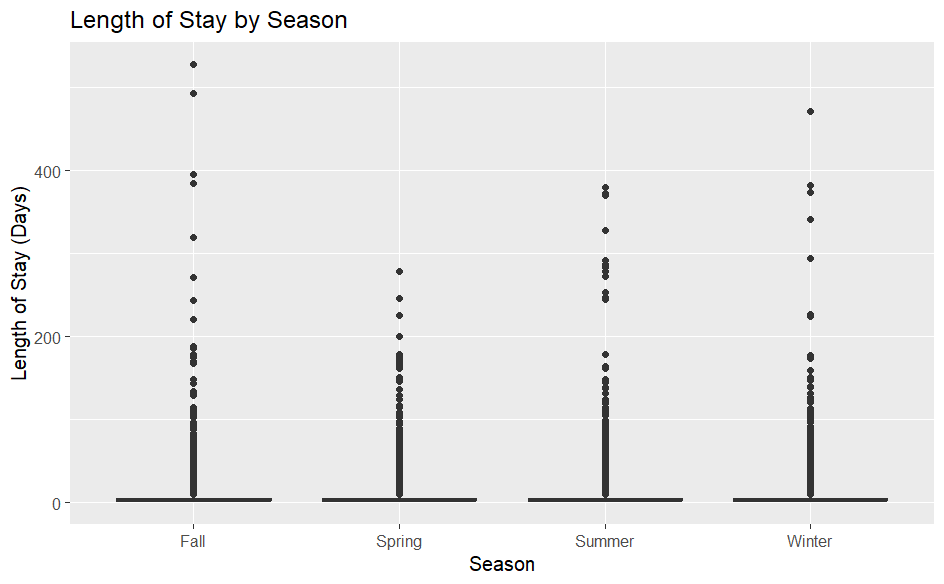 Length of Stay by Season
Length of Stay (Days)
400
200
0
Fall Spring Summer Winter
Season